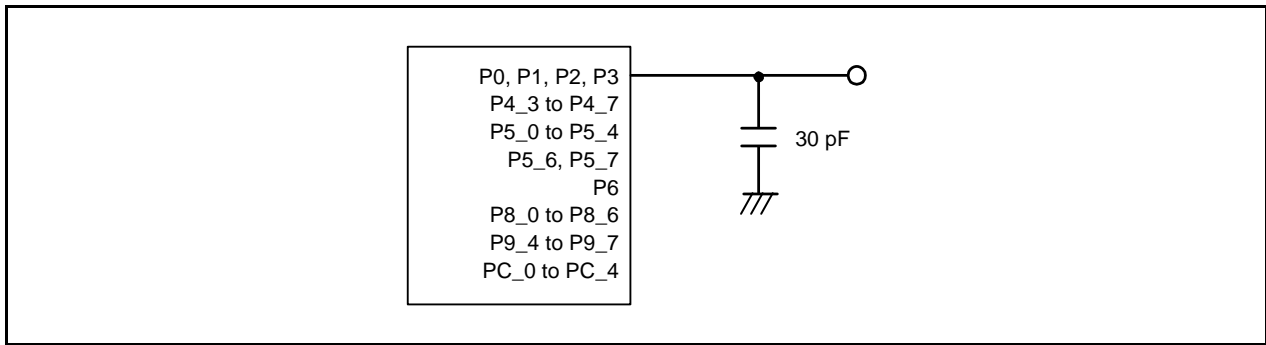 P0, P1, P2, P3
P4_3 to P4_7
P5_0 to P5_4
P5_6, P5_7
P6
P8_0 to P8_6
P9_4 to P9_7
PC_0 to PC_4
30 pF